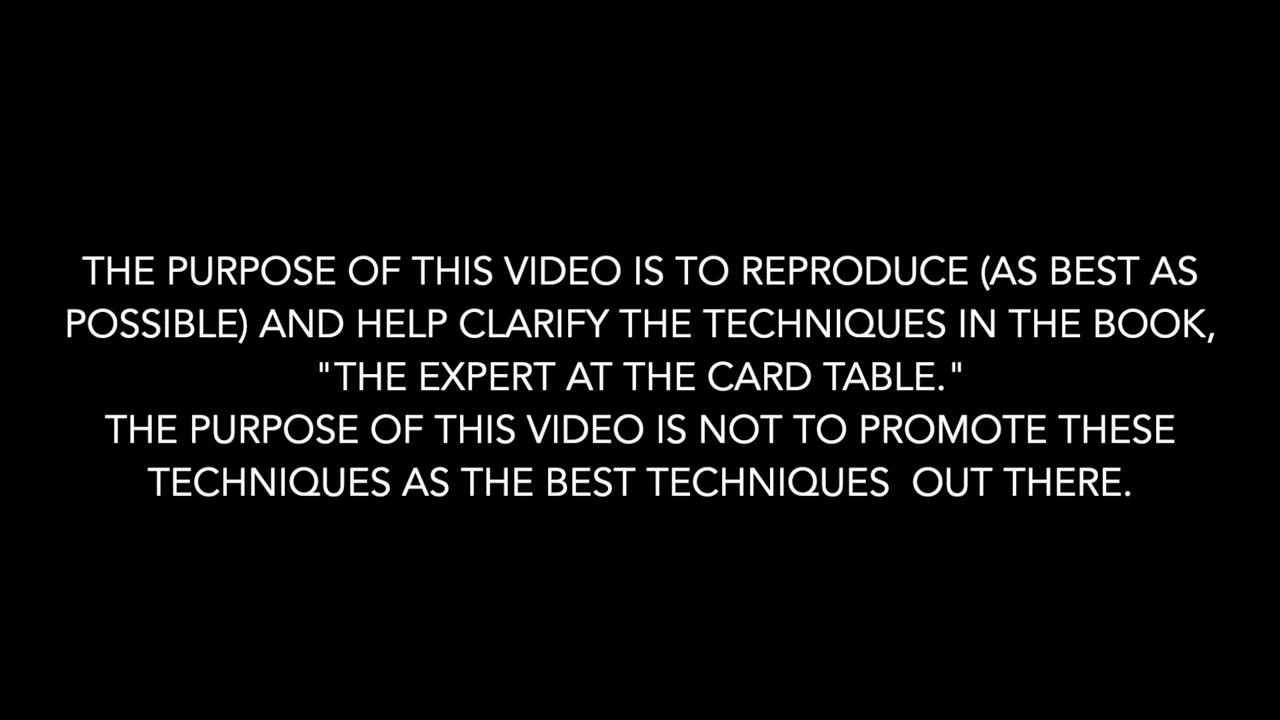 THE PURPOSE OF THIS VIDEO IS TO REPRODUCE (AS BEST AS
POSSIBLE) AND HELP CLARIFY THE TECHNIQUES IN THE BOOK,
"THE EXPERT AT THE CARD TABLE."
THE PURPOSE OF THIS VIDEO IS NOT TO PROMOTE THESE
TECHNIQUES AS THE BEST TECHNIQUES  OUT THERE.